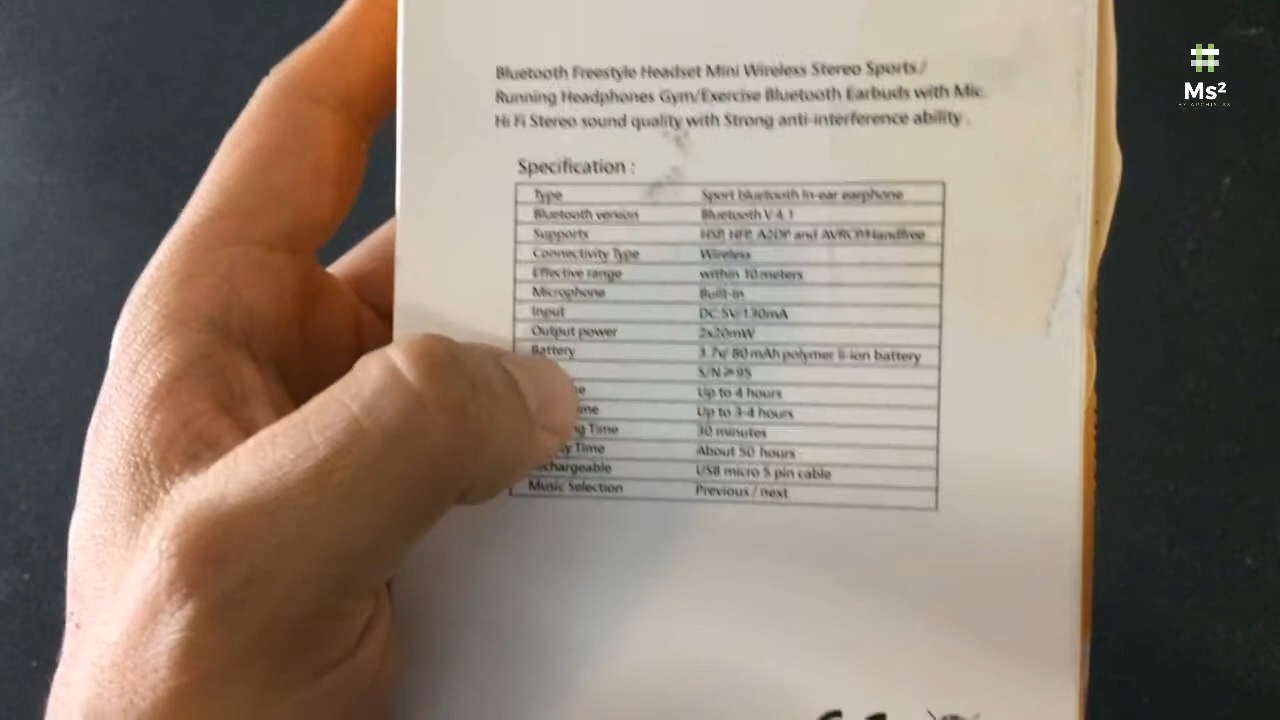 #
Ms²
Bluetooth Freestyle Headset Mini Wireless Stereo Sports/
Running Headphones Gym/Exercise Bluetooth Earbuds with Mic.
Hi Fi Stereo sound quality with Strong anti-interference ability .
Specification :
Type Sport bluetooth in-ear earphone
Bluetooth version Bluetooth V 4.1
Supports HSP, HFP, A2DP and AVRCP/Handfree
Connectivity Type Wireless
Effective range within 10 meters
Microphone Built-in
Input DC 5V/130mA
Output power 2x20mW
Battery 3.7v/ 80 mAh polymer li-ion battery
S/N≥95
Up to 4 hours
Up to 3-4 hours
Time 30 minutes
Time About 50 hours
chargeable USB micro 5 pin cable
Music Selection Previous / next